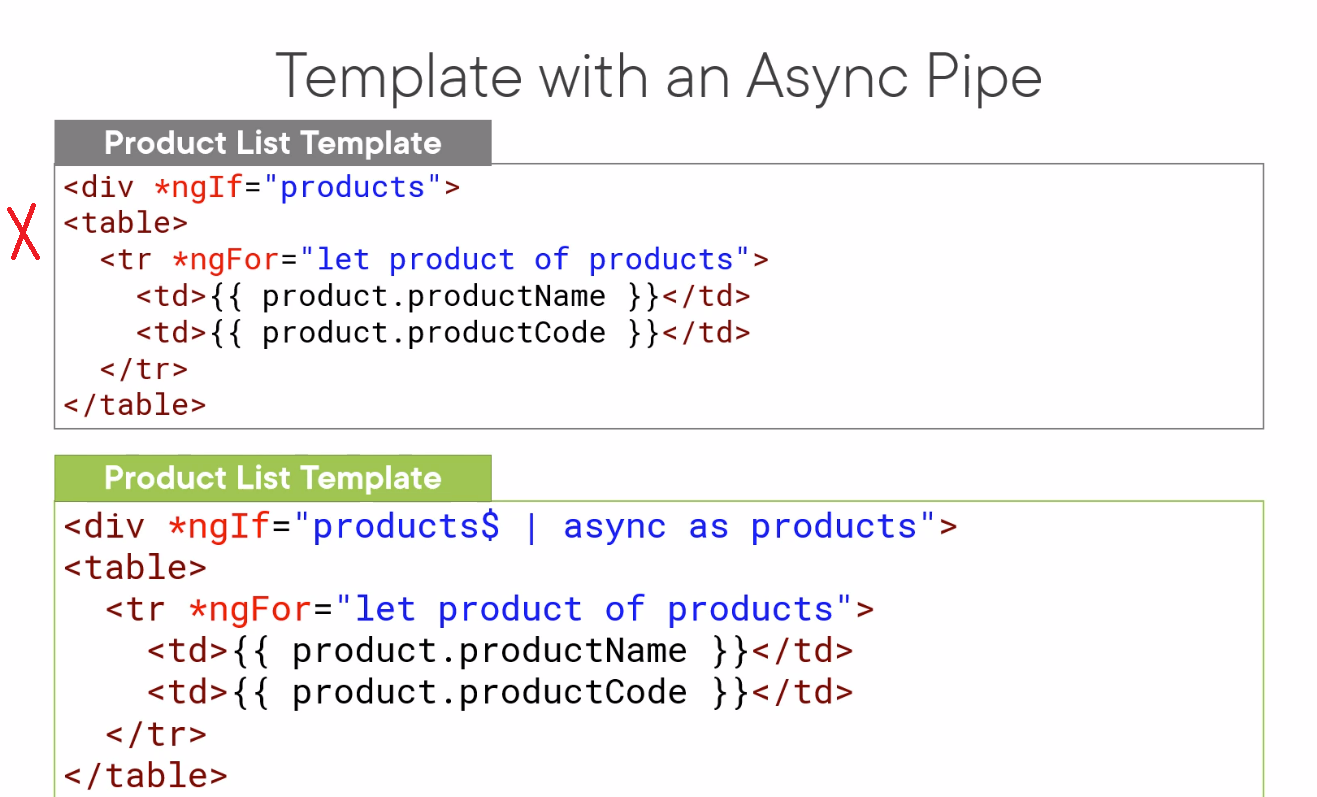 Template with an Async Pipe
Product List Template
<div *ngIf="products">
<table>
<tr *ngFor="let product of products">
<td>{{ product.productName }}</td>
<td>{{ product.productCode }}</td>
</tr>
</table>
X
Product List Template
<div *ngIf="products$ | async as products">
<table>
<tr *ngFor="let product of products">
<td>{{ product.productName }}</td>
<td>{{ product.productCode }}</td>
</tr>
</table>